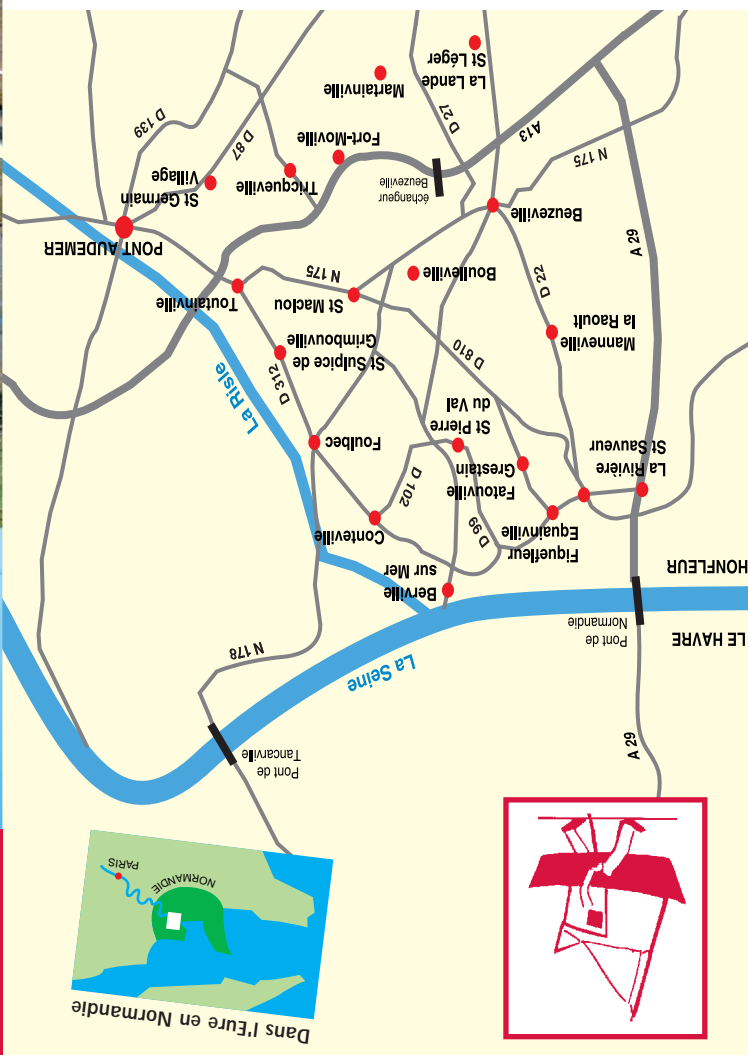 Dans l'Eure en Normandie
NORMANDIE
PARIS
A 29
Pont de
Tancarville
La Seine
N 178
LE HAVRE
Pont de
Normandie
HONFLEUR
Berville
sur Mer
Figuefleur
Equainville
D 99
Conteville
D 102
La Rivière
St Sauveur
Fatouville
Grestain
St Pierre
du Val
Foulbec
La Risle
D 312
St Sulpice de
Grimbouville
D 810
Manneville
la Raoult
St Maclou
Toutainville
D 22
Boulleville
N 175
A 29
PONT AUDEMER
Beuzeville
St Germain
Village
échangeur
Beuzeville
Tricqueville
N 175
Fort-Moville
D 87
A13
D 139
D 27
Martainville
La Lande
St Léger